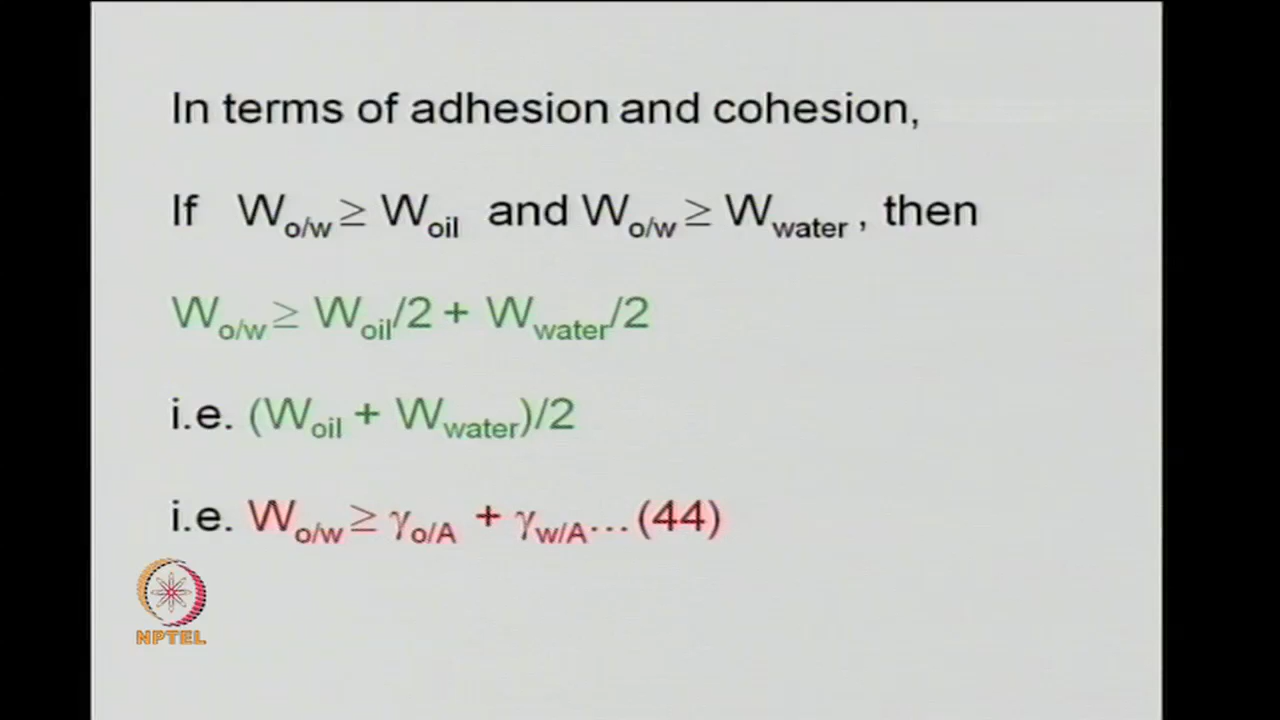 In terms of adhesion and cohesion,
If W_o/w ≥ W_oil and W_o/w ≥ W_water , then
W_o/w ≥ W_oil/2 + W_water/2
i.e. (W_oil + W_water)/2
i.e. W_o/w ≥ γ_o/A + γ_w/A... (44)
NPTEL